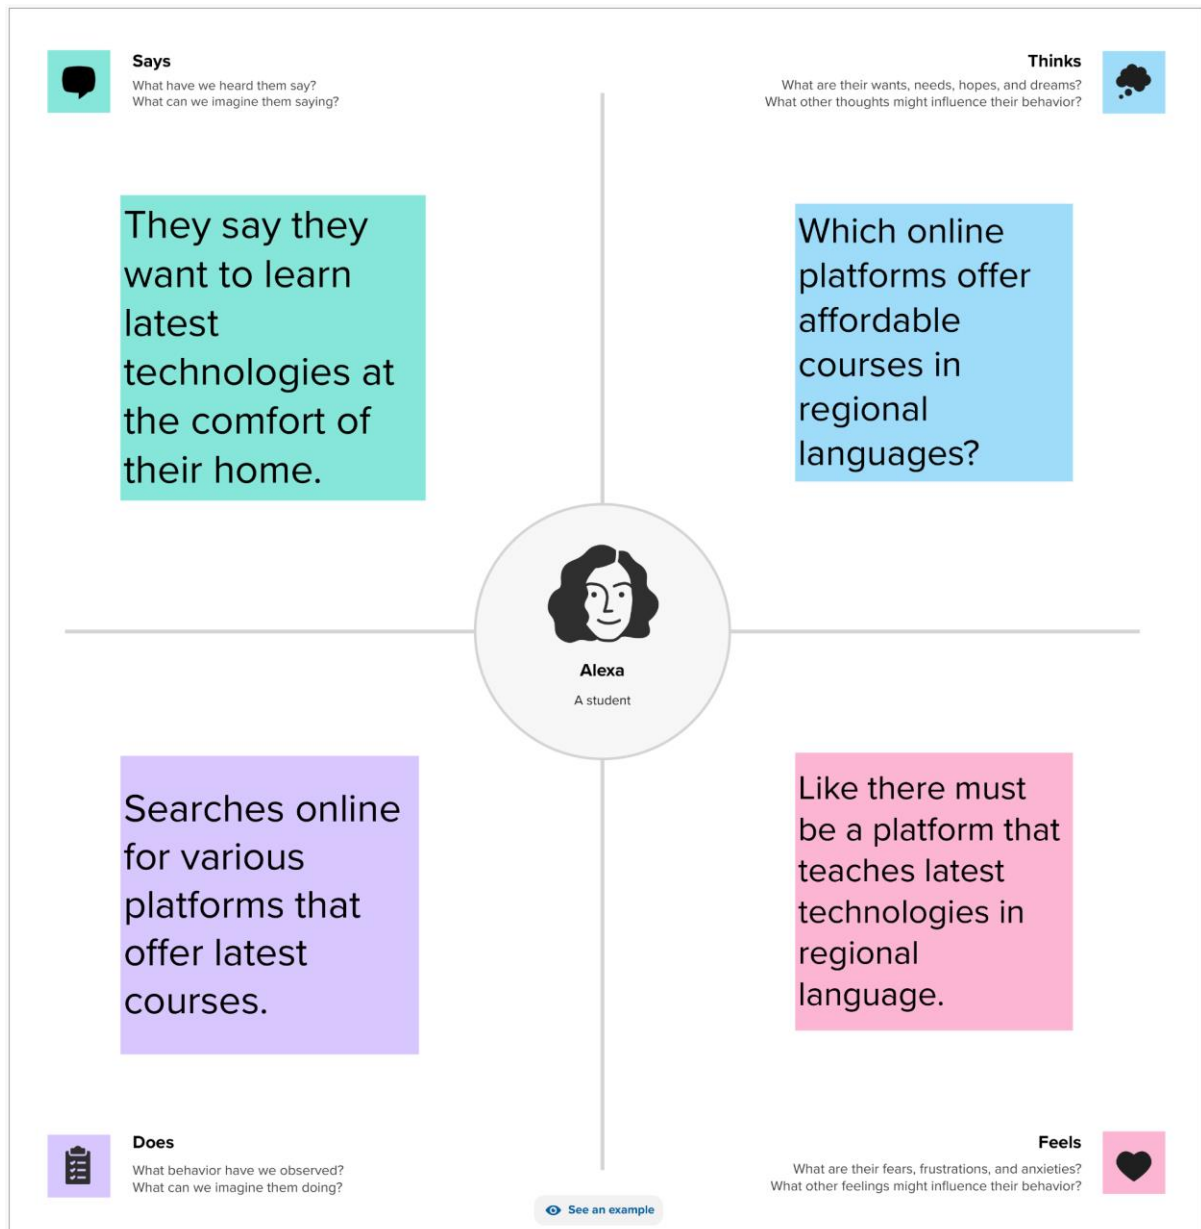 Says
What have we heard them say?
What can we imagine them saying?
Thinks
What are their wants, needs, hopes, and dreams?
What other thoughts might influence their behavior?
They say they
want to learn
latest
technologies at
the comfort of
their home.
Which online
platforms offer
affordable
courses in
regional
languages?
Alexa
A student
Searches online
for various
platforms that
offer latest
courses.
Like there must
be a platform that
teaches latest
technologies in
regional
language.
Does
What behavior have we observed?
What can we imagine them doing?
Feels
What are their fears, frustrations, and anxieties?
What other feelings might influence their behavior?
See an example